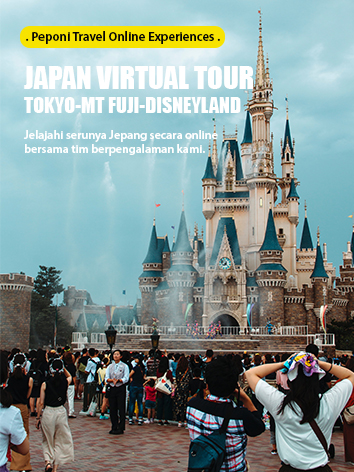 . Peponi Travel Online Experiences .
JAPAN VIRTUAL TOUR
TOKYO-MT FUJI-DISNEYLAND
Jelajahi serunya Jepang secara online
bersama tim berpengalaman kami.